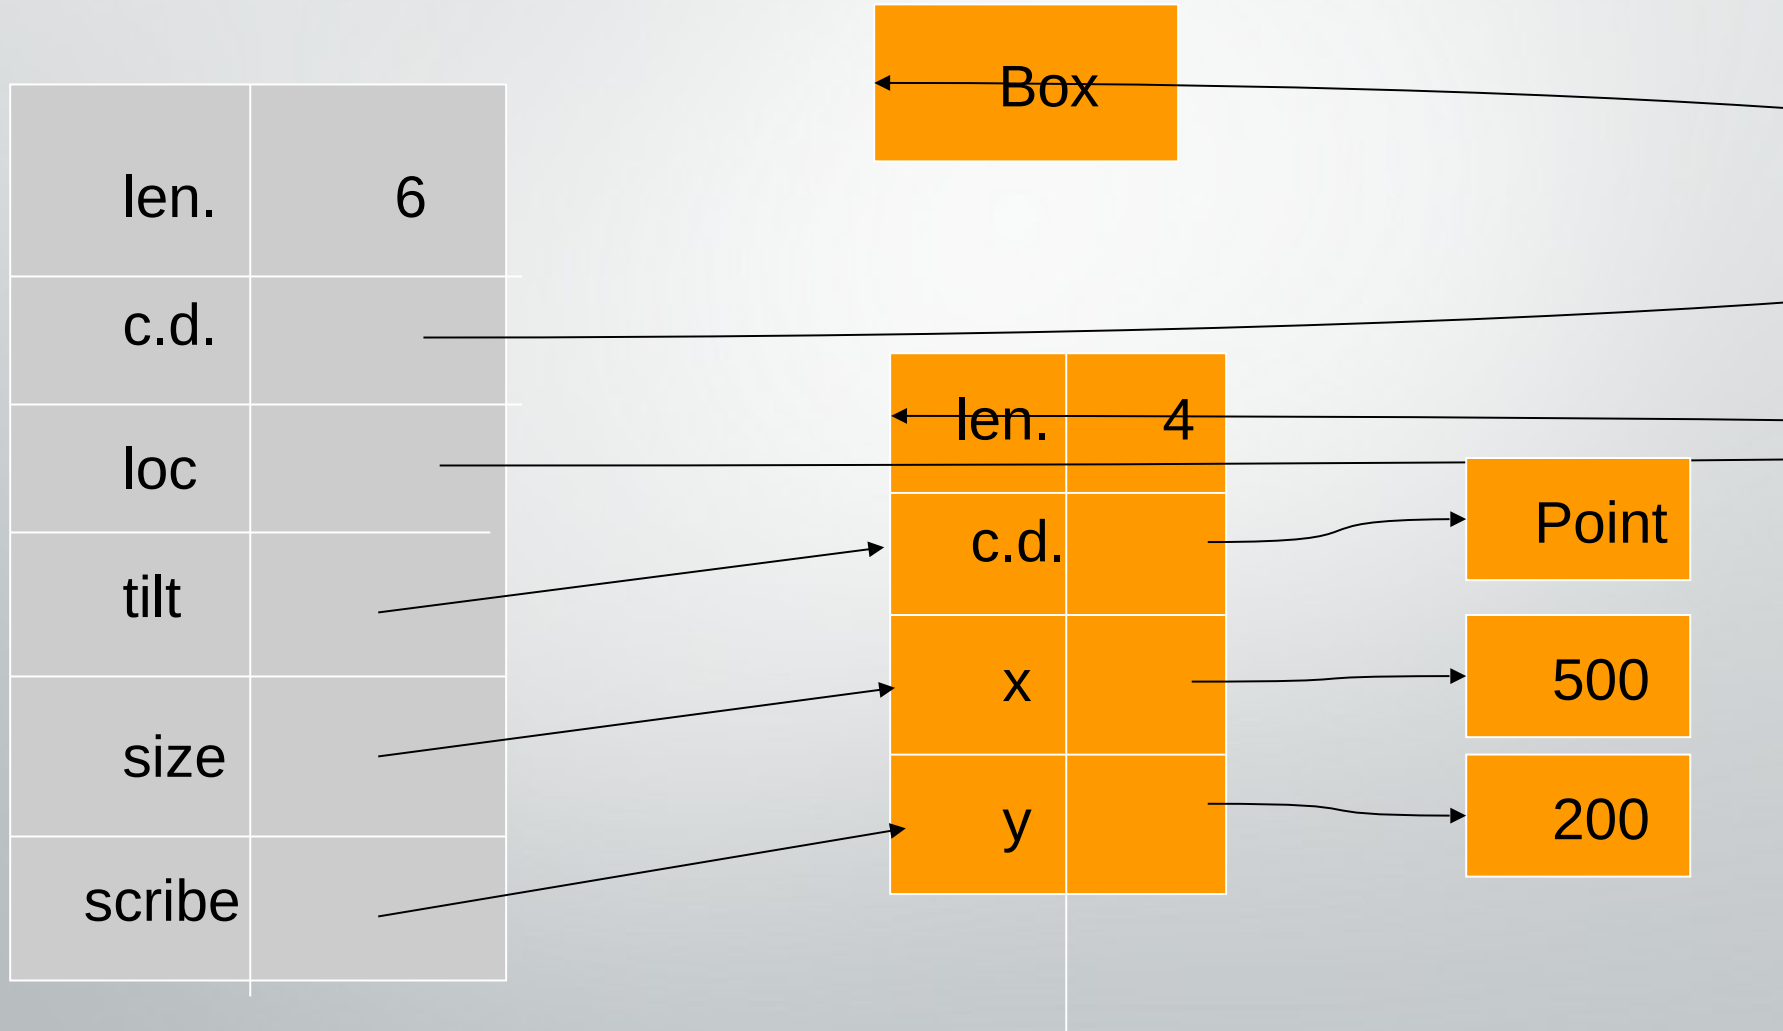 Box
len. 6
c.d.
loc
tilt
size
scribe
len. 4
c.d.
x
y
Point
500
200